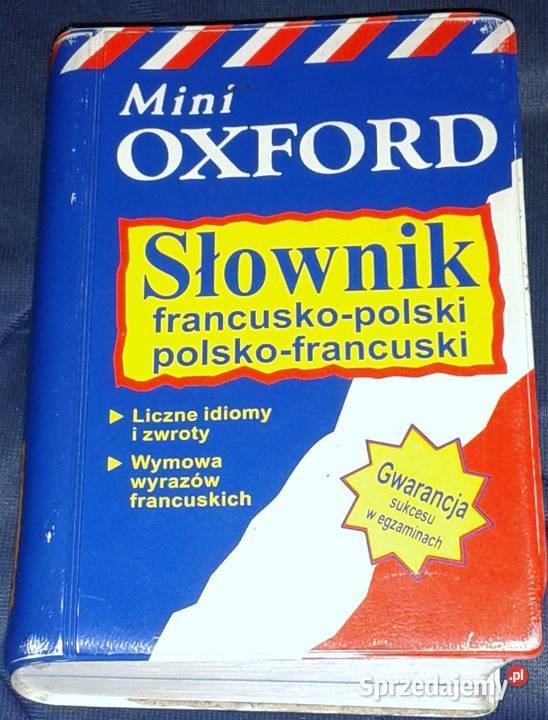 Mini
OXFORD
Słownik
francusko-polski
polsko-francuski
▶ Liczne idiomy
i zwroty
▶ Wymowa
wyrazów
francuskich
Gwarancja
sukcesu
w egzaminach
Sprzedajemy.pl